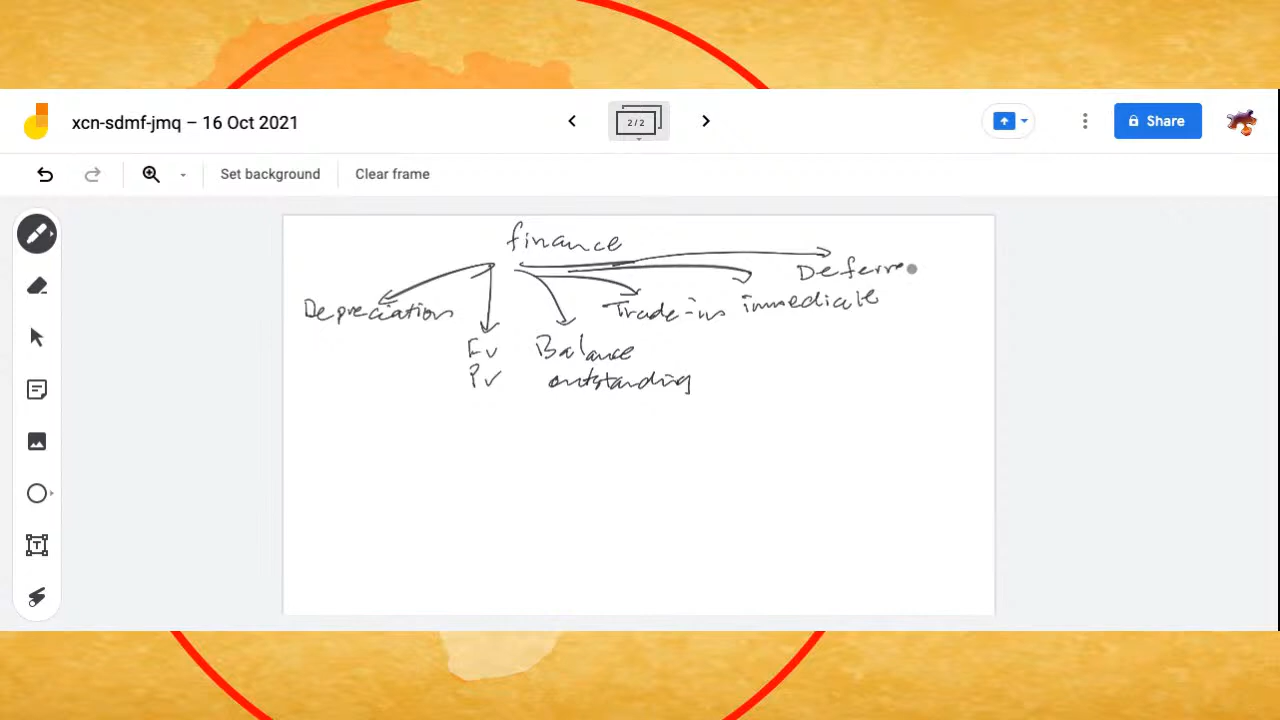 xcn-sdmf-jmq – 16 Oct 2021
2/2
Share
Set background
Clear frame
finance
Deferre
Depreciation
Trade-ins
immediate
Fv
Balance
Pv
outstanding
T